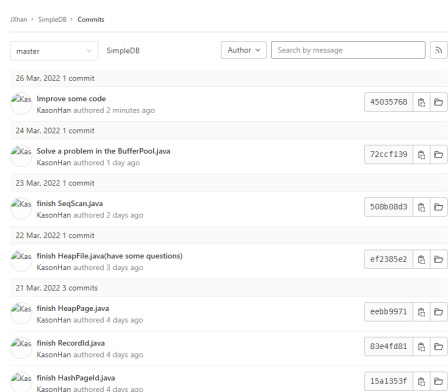 JXhan > SimpleDB > Commits
master SimpleDB Author Search by message
26 Mar, 2022 1 commit
Kas Improve some code 45035768
KasonHan authored 2 minutes ago
24 Mar, 2022 1 commit
Kas Solve a problem in the BufferPool.java 72ccf139
KasonHan authored 1 day ago
23 Mar, 2022 1 commit
Kas finish SeqScan.java 508b08d3
KasonHan authored 2 days ago
22 Mar, 2022 1 commit
Kas finish HeapFile.java(have some questions) ef2385e2
KasonHan authored 3 days ago
21 Mar, 2022 3 commits
Kas finish HeapPage.java eebb9971
KasonHan authored 4 days ago
Kas finish RecordId.java 83e4fd81
KasonHan authored 4 days ago
Kas finish HashPageId.java 15a1353f
KasonHan authored 4 days ago